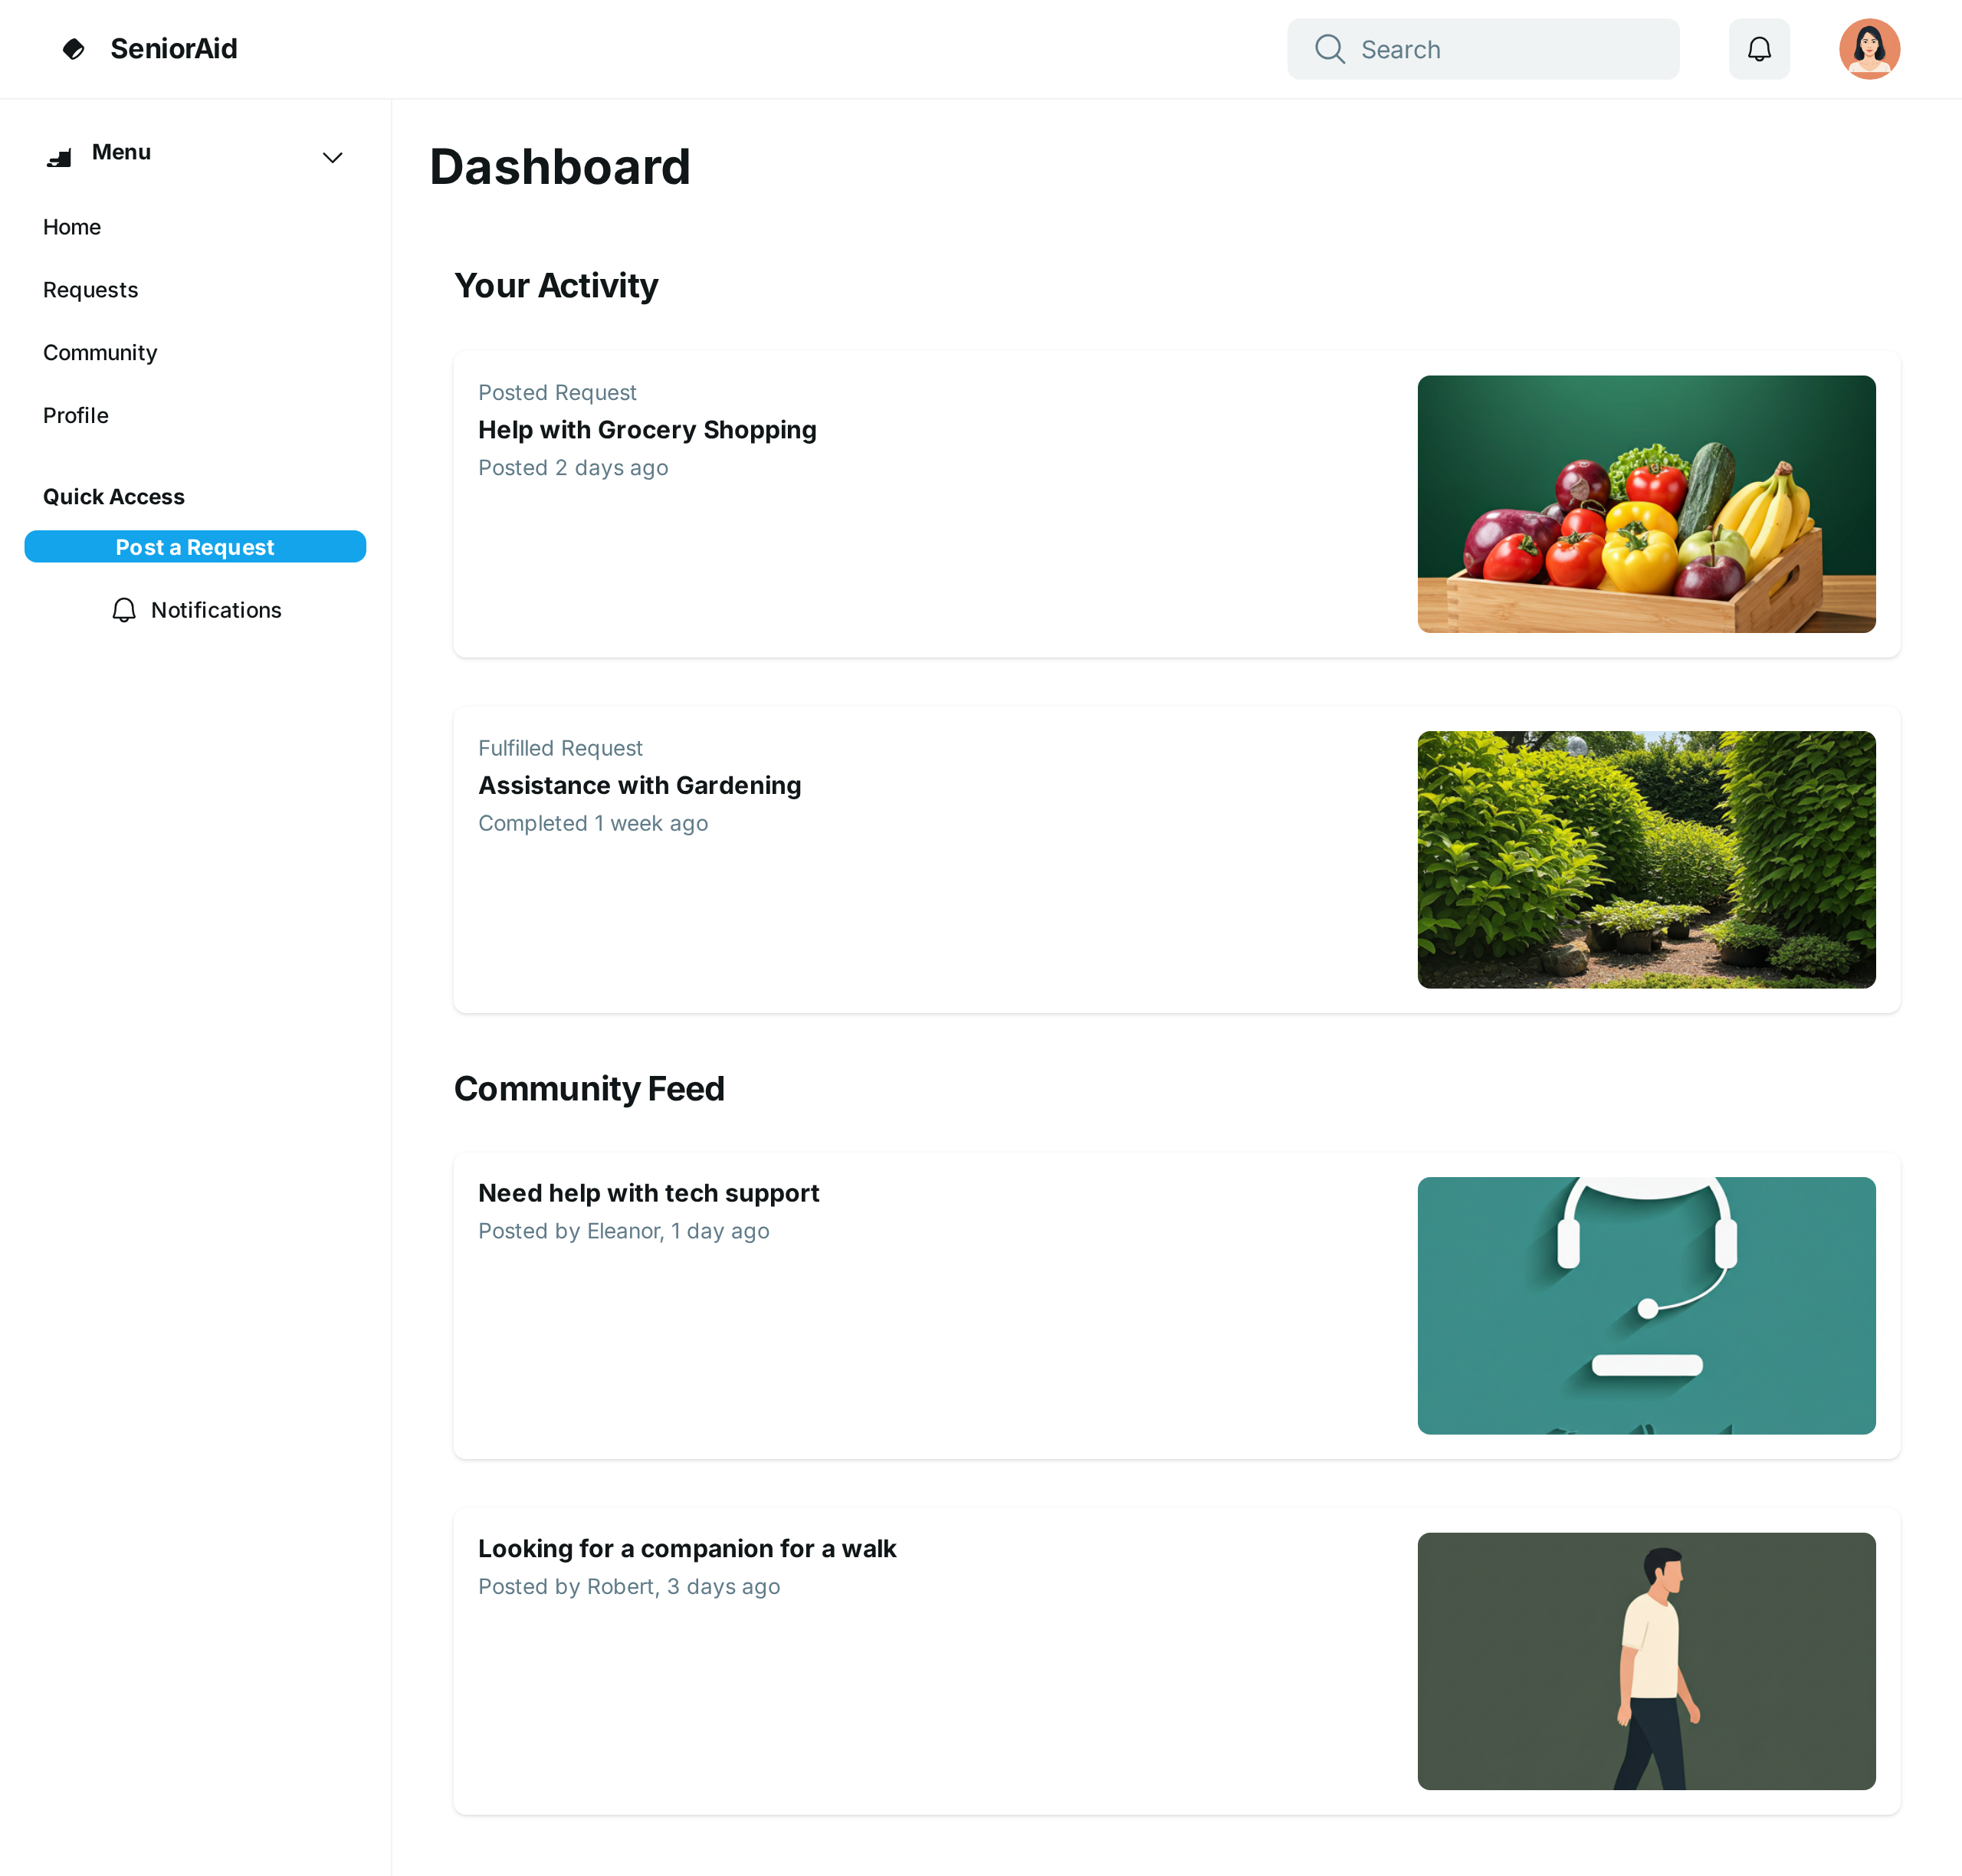 SeniorAid
Search
Menu
Home
Requests
Community
Profile
Quick Access
Post a Request
Notifications
Dashboard
Your Activity
Posted Request
Help with Grocery Shopping
Posted 2 days ago
Fulfilled Request
Assistance with Gardening
Completed 1 week ago
Community Feed
Need help with tech support
Posted by Eleanor, 1 day ago
Looking for a companion for a walk
Posted by Robert, 3 days ago